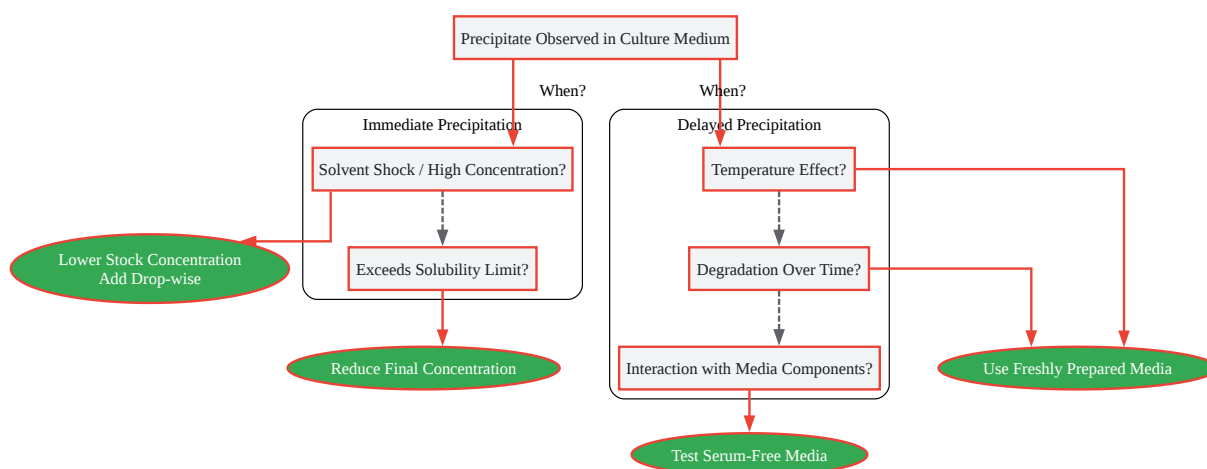 Precipitate Observed in Culture Medium
When?
When?
Immediate Precipitation
Delayed Precipitation
Solvent Shock / High Concentration?
Temperature Effect?
Lower Stock Concentration
Add Drop-wise
Exceeds Solubility Limit?
Degradation Over Time?
Reduce Final Concentration
Interaction with Media Components?
Use Freshly Prepared Media
Test Serum-Free Media